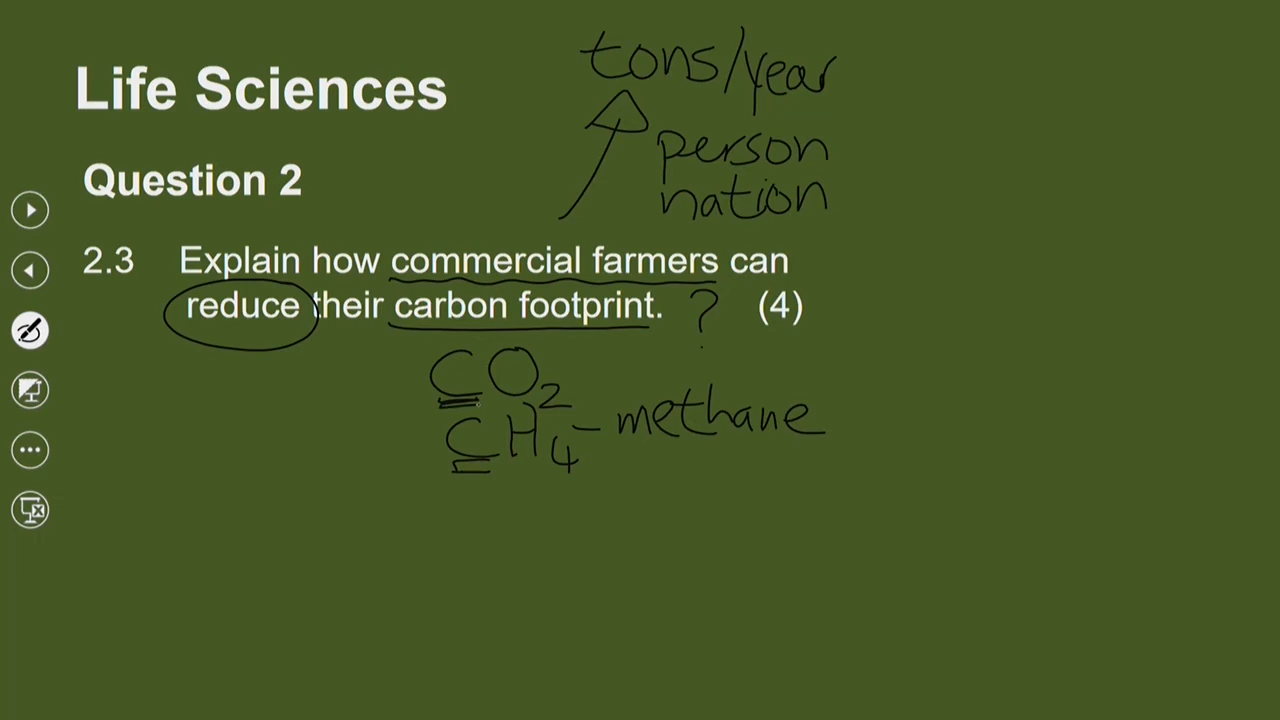 tons/year
Life Sciences
person
Question 2
nation
2.3 Explain how commercial farmers can
reduce their carbon footprint. ? (4)
CO2
CH4 - methane